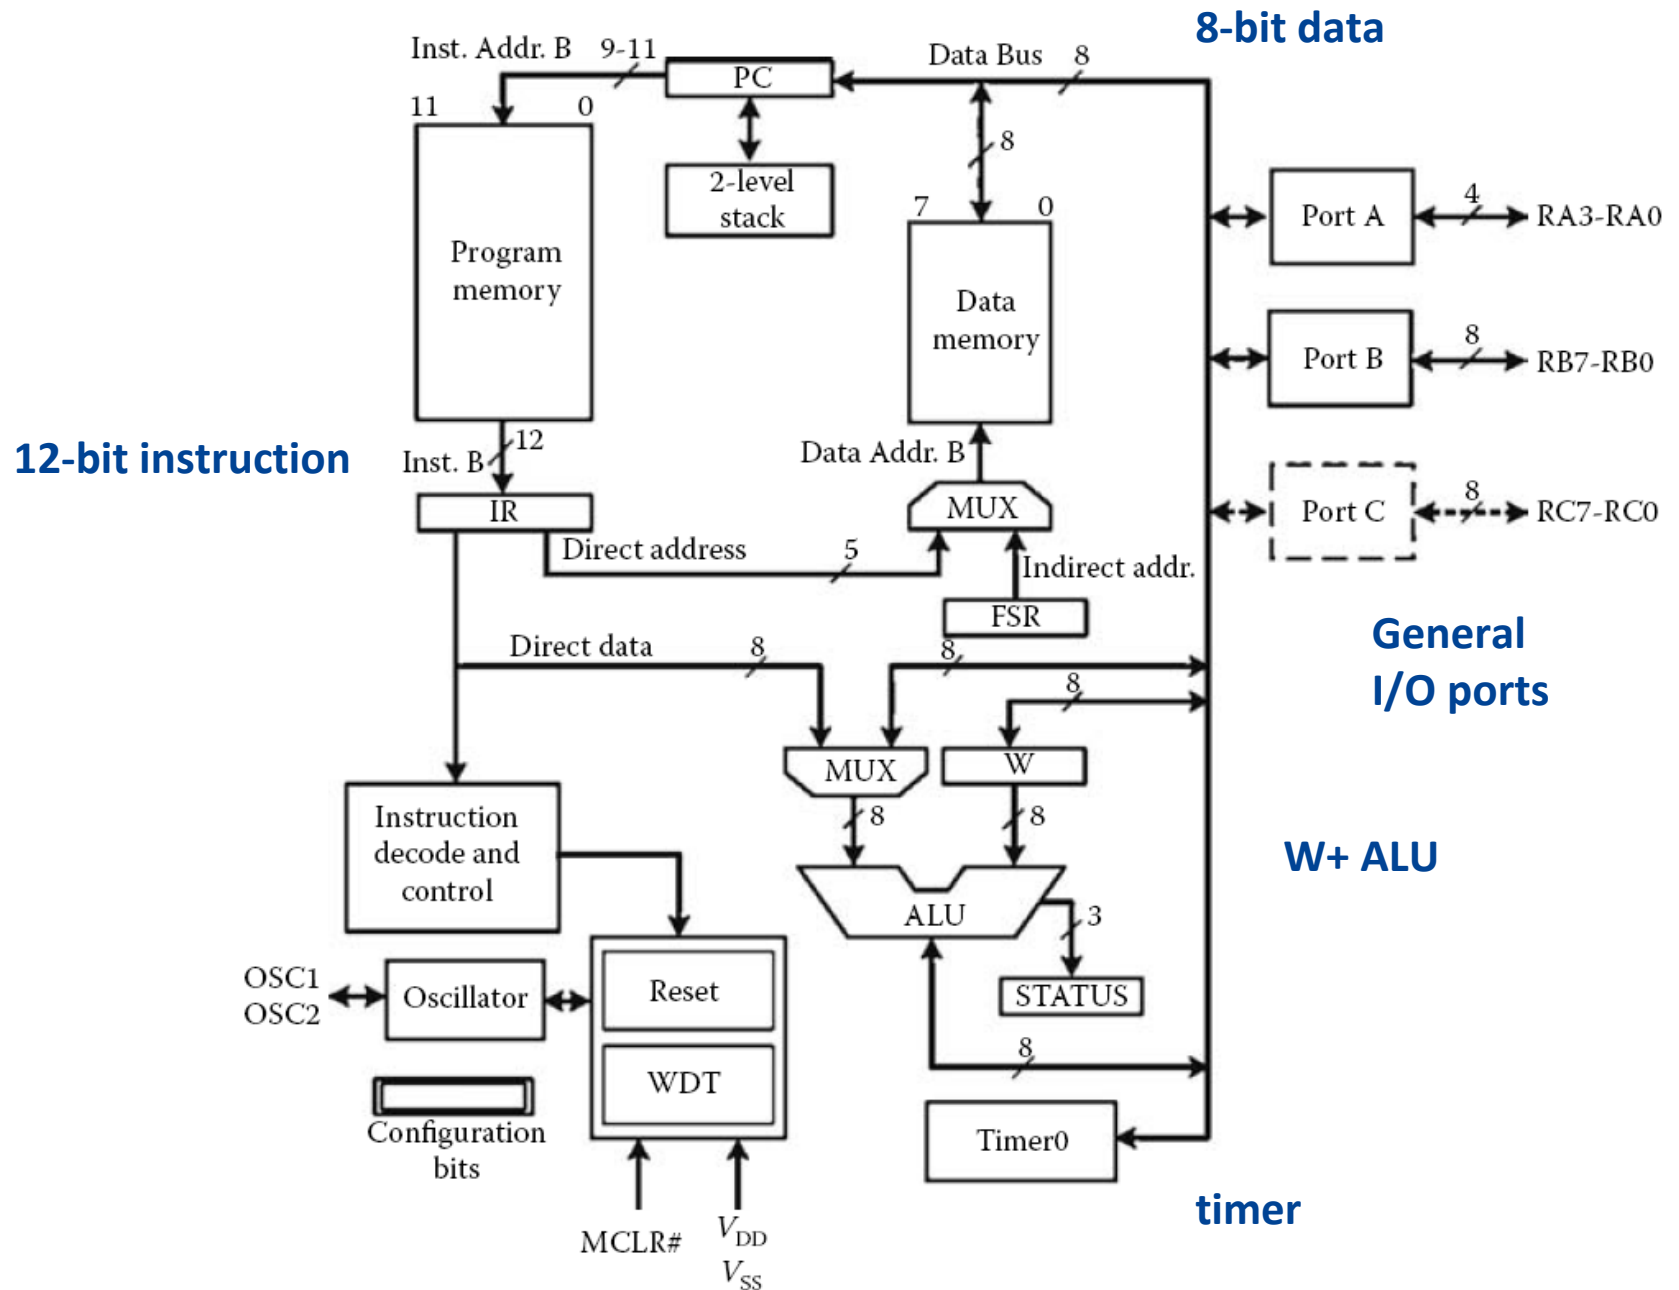 8-bit data
Inst. Addr. B
9-11
PC
Data Bus
8
11
0
8
2-level
stack
7
0
Port A
4
RA3-RA0
Program
memory
Data
memory
Port B
8
RB7-RB0
12-bit instruction
Inst. B
12
Data Addr. B
IR
MUX
Port C
8
RC7-RC0
Direct address
5
Indirect addr.
FSR
General
I/O ports
Direct data
8
8
8
MUX
W
Instruction
decode and
control
8
8
W+ ALU
ALU
3
OSC1
OSC2
Oscillator
Reset
STATUS
8
WDT
Configuration
bits
Timer0
timer
MCLR#
VDD
VSS